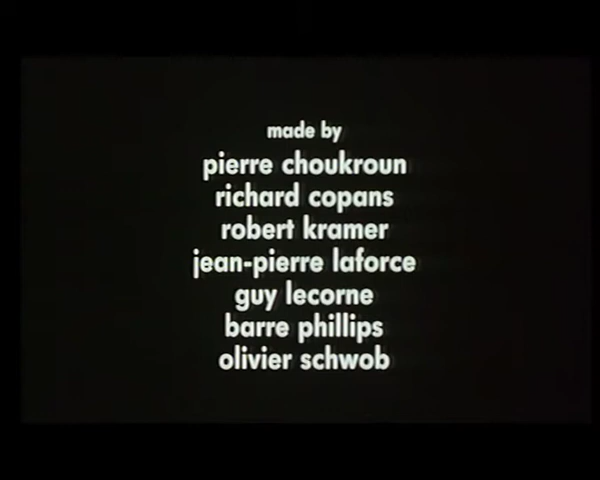 made by
pierre choukroun
richard copans
robert kramer
jean-pierre laforce
guy lecorne
barre phillips
olivier schwob